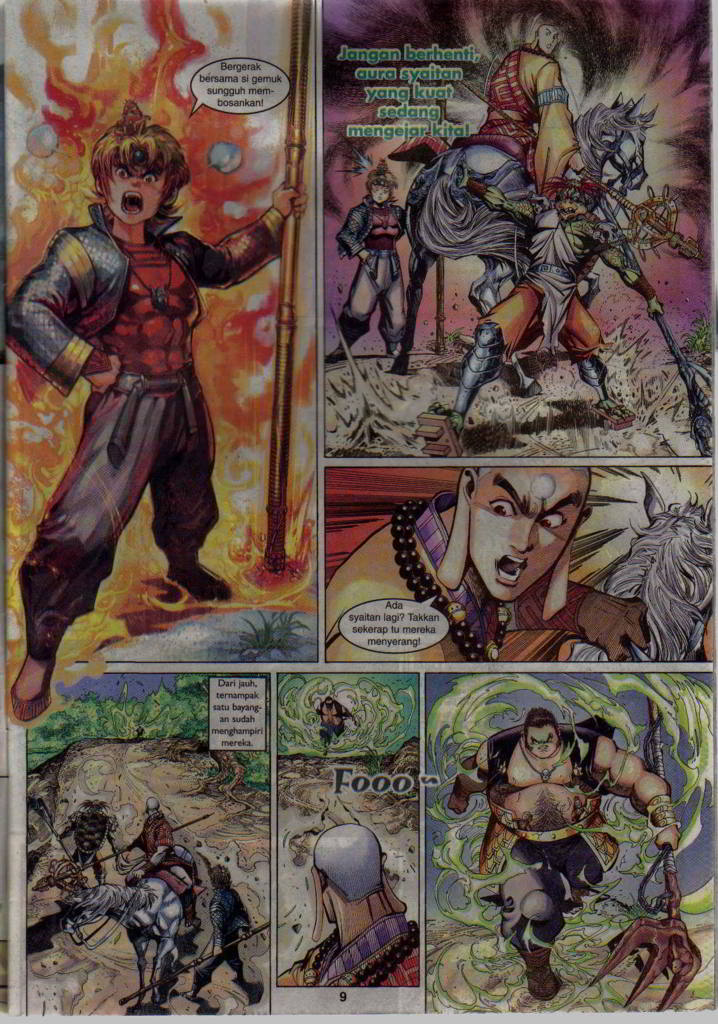 Bergerak
bersama si gemuk
sungguh mem-
bosankan!
Jangan berhenti,
aura syaitan
yang kuat
sedang
mengejar kita!
Ada
syaitan lagi? Takkan
sekerap tu mereka
menyerang!
Dari jauh,
ternampak
satu bayang-
an sudah
menghampiri
mereka.
Fooo
9